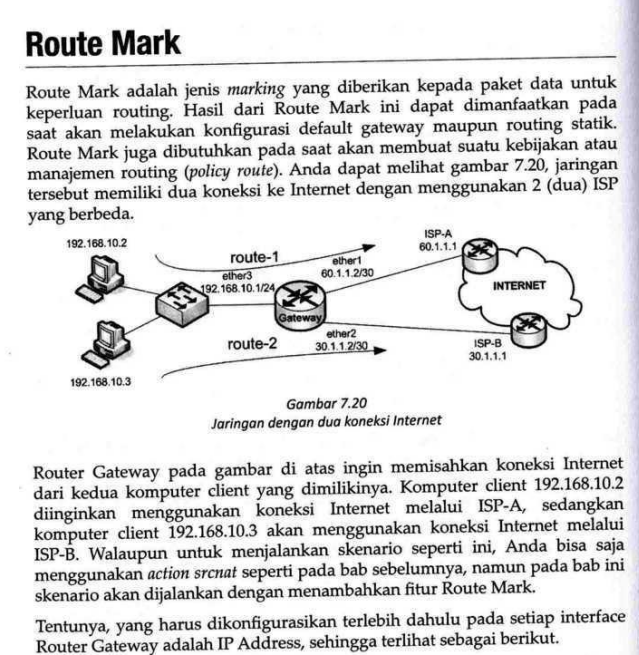 Route Mark
Route Mark adalah jenis marking yang diberikan kepada paket data untuk
keperluan routing. Hasil dari Route Mark ini dapat dimanfaatkan pada
saat akan melakukan konfigurasi default gateway maupun routing statik.
Route Mark juga dibutuhkan pada saat akan membuat suatu kebijakan atau
manajemen routing (policy route). Anda dapat melihat gambar 7.20, jaringan
tersebut memiliki dua koneksi ke Internet dengan menggunakan 2 (dua) ISP
yang berbeda.
192.168.10.2
route-1
ether3
192.168.10.1/24
ether1
60.1.1.2/30
ISP-A
60.1.1.1
INTERNET
Gateway
route-2
ether2
30.1.1.2/30
ISP-B
30.1.1.1
192.168.10.3
Gambar 7.20
Jaringan dengan dua koneksi Internet
Router Gateway pada gambar di atas ingin memisahkan koneksi Internet
dari kedua komputer client yang dimilikinya. Komputer client 192.168.10.2
diinginkan menggunakan koneksi Internet melalui ISP-A, sedangkan
komputer client 192.168.10.3 akan menggunakan koneksi Internet melalui
ISP-B. Walaupun untuk menjalankan skenario seperti ini, Anda bisa saja
menggunakan action srcnat seperti pada bab sebelumnya, namun pada bab ini
skenario akan dijalankan dengan menambahkan fitur Route Mark.
Tentunya, yang harus dikonfigurasikan terlebih dahulu pada setiap interface
Router Gateway adalah IP Address, sehingga terlihat sebagai berikut.